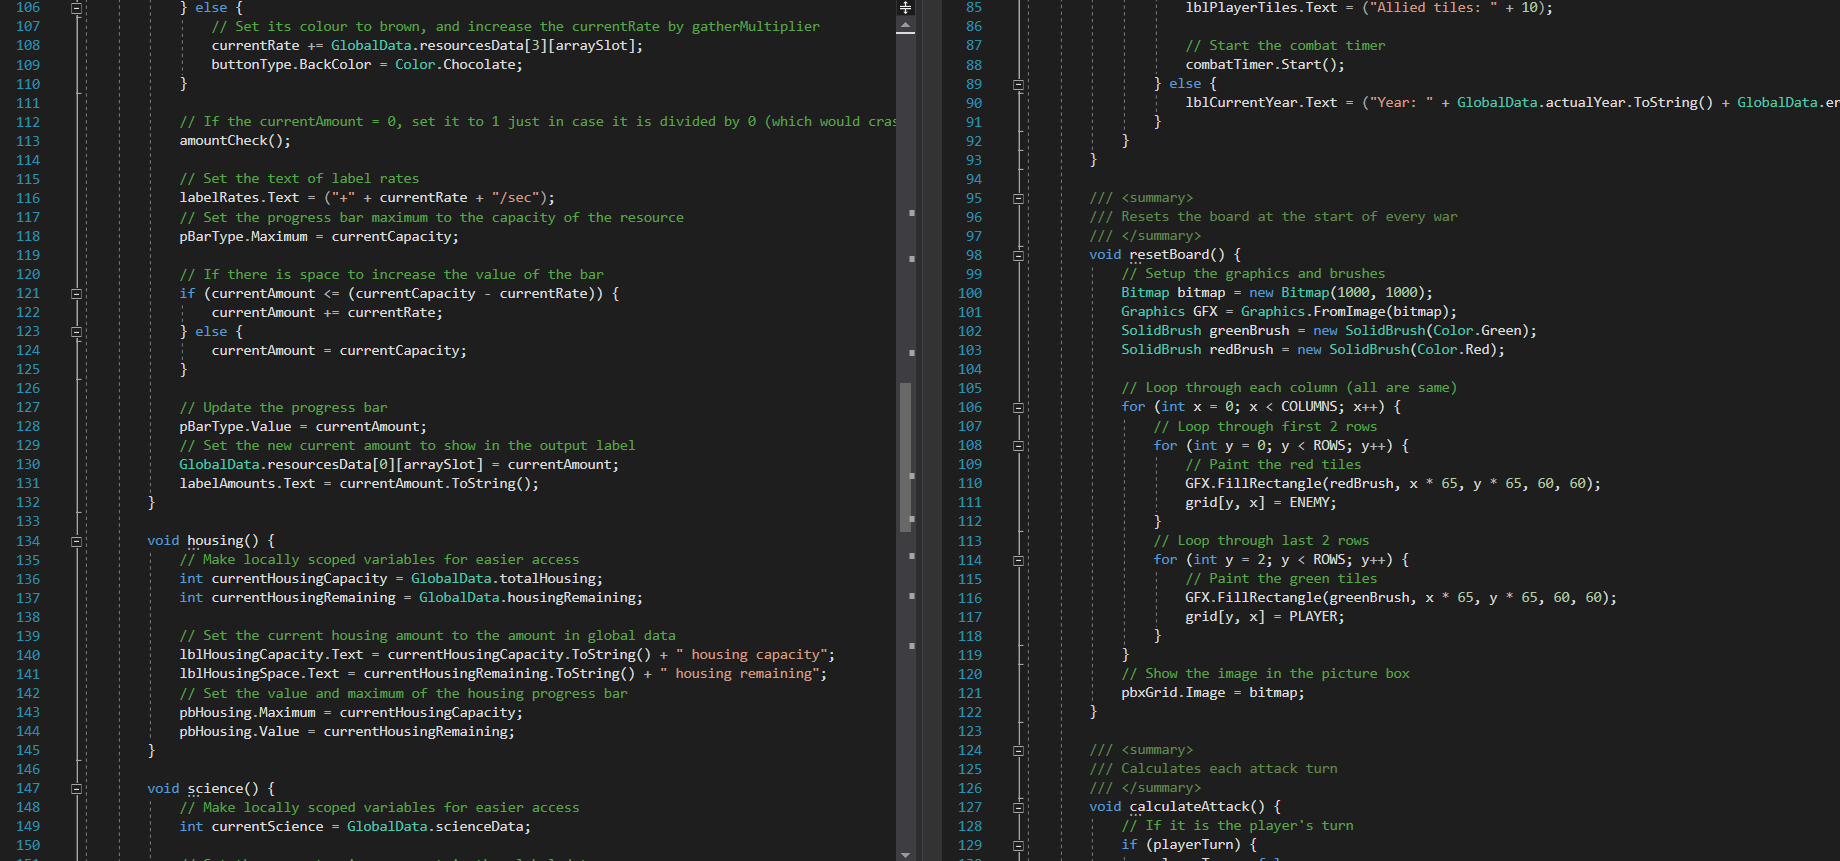 106 } else {
107 // Set its colour to brown, and increase the currentRate by gatherMultiplier
108 currentRate += GlobalData.resourcesData[3][arraySlot];
109 buttonType.BackColor = Color.Chocolate;
110 }
111
112 // If the currentAmount = 0, set it to 1 just in case it is divided by 0 (which would cras
113 amountCheck();
114
115 // Set the text of label rates
116 labelRates.Text = ("+" + currentRate + "/sec");
117 // Set the progress bar maximum to the capacity of the resource
118 pBarType.Maximum = currentCapacity;
119
120 // If there is space to increase the value of the bar
121 if (currentAmount <= (currentCapacity - currentRate)) {
122 currentAmount += currentRate;
123 } else {
124 currentAmount = currentCapacity;
125 }
126
127 // Update the progress bar
128 pBarType.Value = currentAmount;
129 // Set the new current amount to show in the output label
130 GlobalData.resourcesData[0][arraySlot] = currentAmount;
131 labelAmounts.Text = currentAmount.ToString();
132 }
133
134 void housing() {
135 // Make locally scoped variables for easier access
136 int currentHousingCapacity = GlobalData.totalHousing;
137 int currentHousingRemaining = GlobalData.housingRemaining;
138
139 // Set the current housing amount to the amount in global data
140 lblHousingCapacity.Text = currentHousingCapacity.ToString() + " housing capacity";
141 lblHousingSpace.Text = currentHousingRemaining.ToString() + " housing remaining";
142 // Set the value and maximum of the housing progress bar
143 pbHousing.Maximum = currentHousingCapacity;
144 pbHousing.Value = currentHousingRemaining;
145 }
146
147 void science() {
148 // Make locally scoped variables for easier access
149 int currentScience = GlobalData.scienceData;
150
85 lblPlayerTiles.Text = ("Allied tiles: " + 10);
86
87 // Start the combat timer
88 combatTimer.Start();
89 } else {
90 lblCurrentYear.Text = ("Year: " + GlobalData.actualYear.ToString() + GlobalData.er
91 }
92 }
93 }
94
95 /// <summary>
96 /// Resets the board at the start of every war
97 /// </summary>
98 void resetBoard() {
99 // Setup the graphics and brushes
100 Bitmap bitmap = new Bitmap(1000, 1000);
101 Graphics GFX = Graphics.FromImage(bitmap);
102 SolidBrush greenBrush = new SolidBrush(Color.Green);
103 SolidBrush redBrush = new SolidBrush(Color.Red);
104
105 // Loop through each column (all are same)
106 for (int x = 0; x < COLUMNS; x++) {
107 // Loop through first 2 rows
108 for (int y = 0; y < ROWS; y++) {
109 // Paint the red tiles
110 GFX.FillRectangle(redBrush, x * 65, y * 65, 60, 60);
111 grid[y, x] = ENEMY;
112 }
113 // Loop through last 2 rows
114 for (int y = 2; y < ROWS; y++) {
115 // Paint the green tiles
116 GFX.FillRectangle(greenBrush, x * 65, y * 65, 60, 60);
117 grid[y, x] = PLAYER;
118 }
119 }
120 // Show the image in the picture box
121 pbxGrid.Image = bitmap;
122 }
123
124 /// <summary>
125 /// Calculates each attack turn
126 /// </summary>
127 void calculateAttack() {
128 // If it is the player's turn
129 if (playerTurn) {